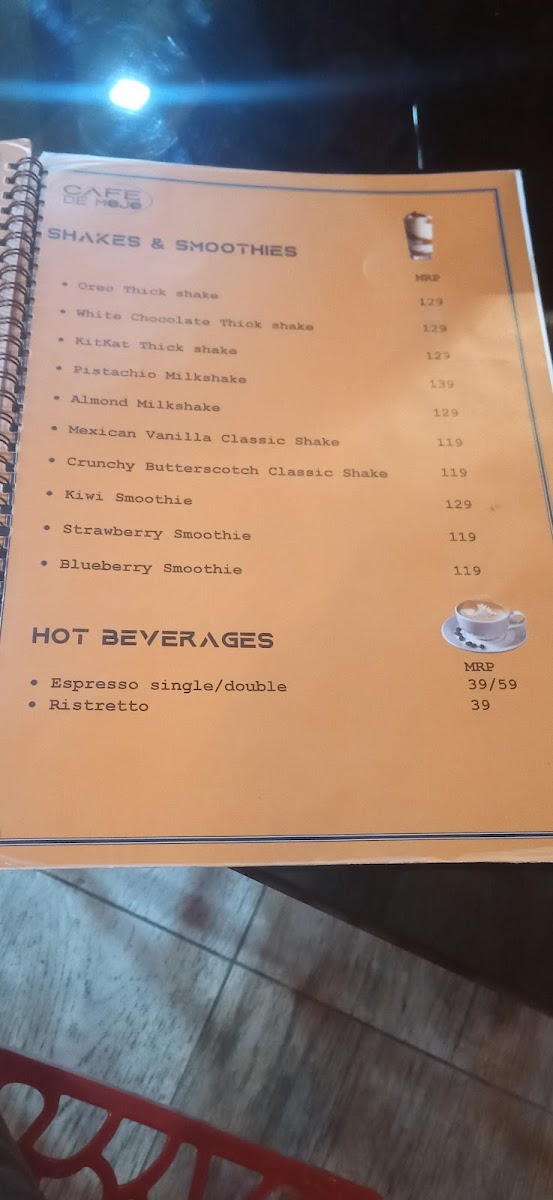 CAFE
DE MOJO
SHAKES & SMOOTHIES
MRP
• Oreo Thick shake 129
• White Chocolate Thick shake 129
• KitKat Thick shake 129
• Pistachio Milkshake 139
• Almond Milkshake 129
• Mexican Vanilla Classic Shake 119
• Crunchy Butterscotch Classic Shake 119
• Kiwi Smoothie 129
• Strawberry Smoothie 119
• Blueberry Smoothie 119
HOT BEVERAGES
MRP
• Espresso single/double 39/59
• Ristretto 39